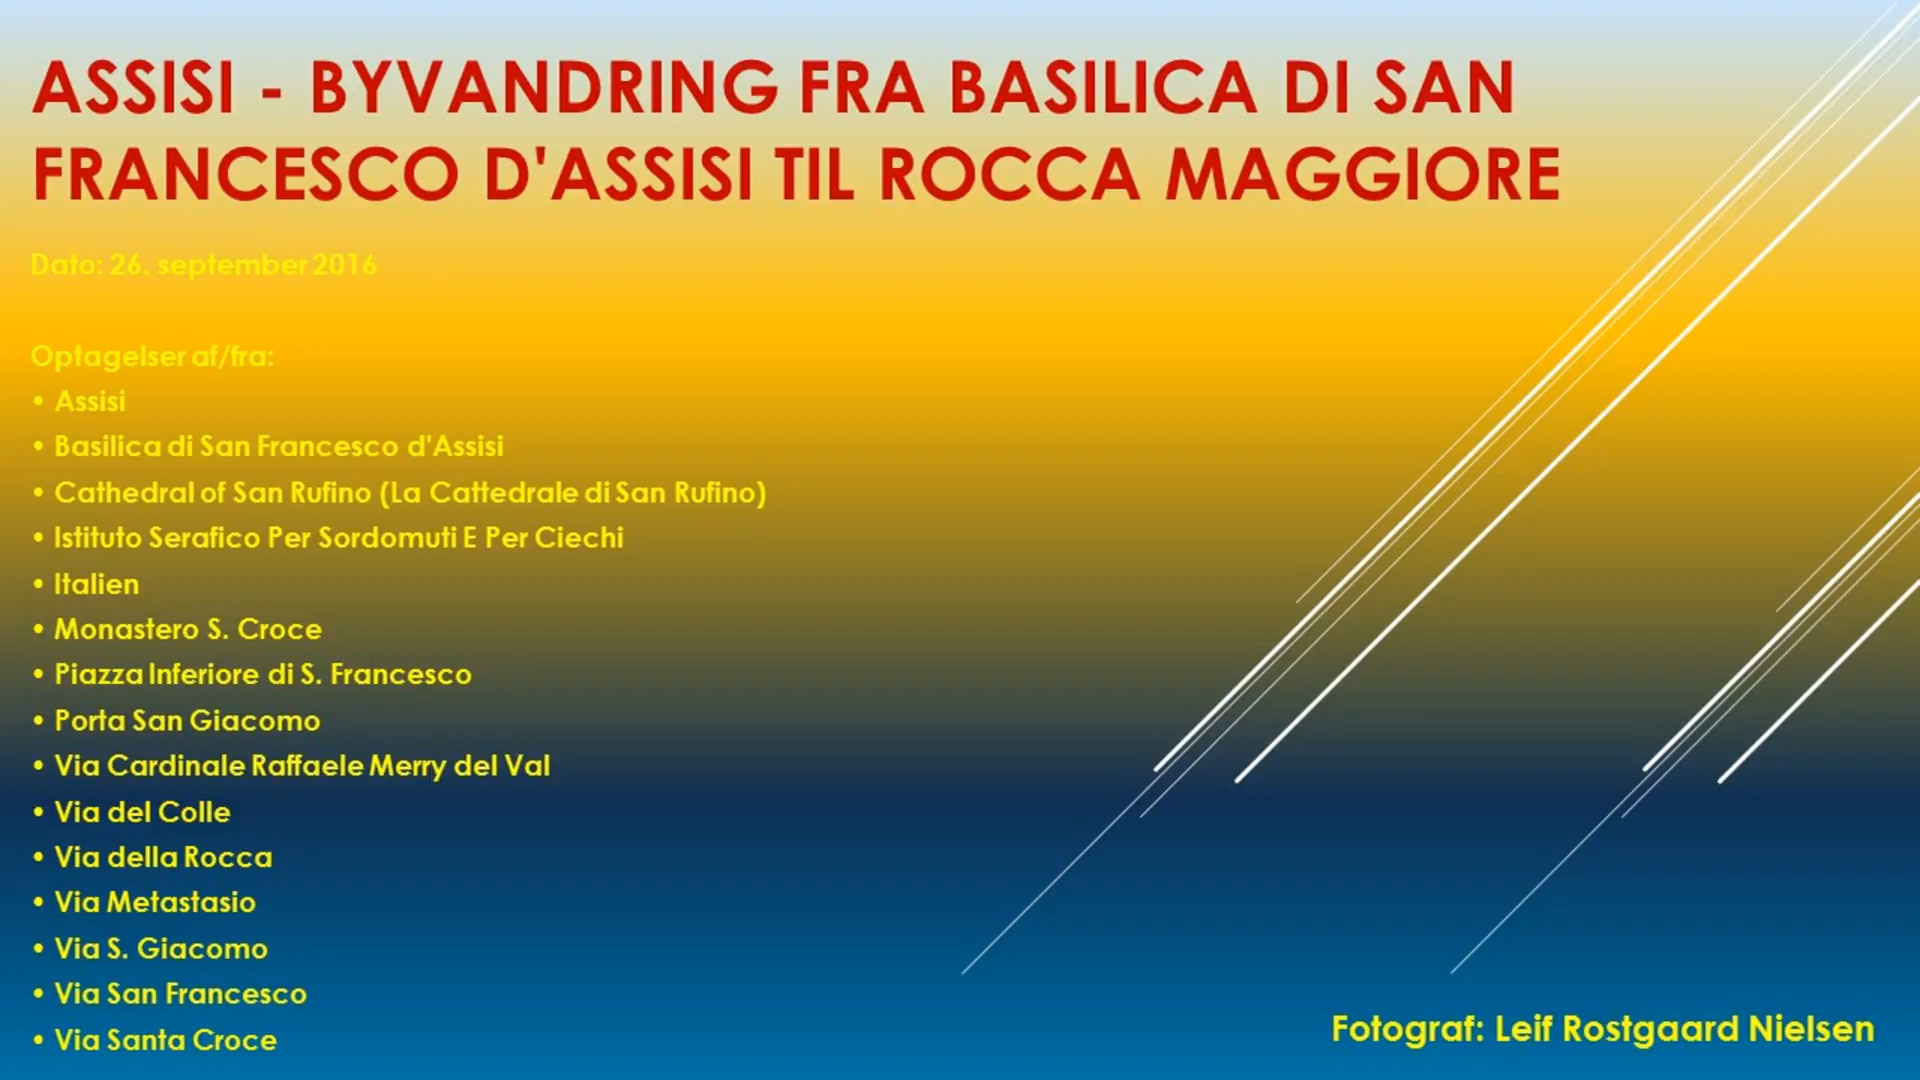 ASSISI - BYVANDRING FRA BASILICA DI SAN
FRANCESCO D'ASSISI TIL ROCCA MAGGIORE
Dato: 26. september 2016
Optagelser af/fra:
• Assisi
• Basilica di San Francesco d'Assisi
• Cathedral of San Rufino (La Cattedrale di San Rufino)
• Istituto Serafico Per Sordomuti E Per Ciechi
• Italien
• Monastero S. Croce
• Piazza Inferiore di S. Francesco
• Porta San Giacomo
• Via Cardinale Raffaele Merry del Val
• Via del Colle
• Via della Rocca
• Via Metastasio
• Via S. Giacomo
• Via San Francesco
• Via Santa Croce
Fotograf: Leif Rostgaard Nielsen